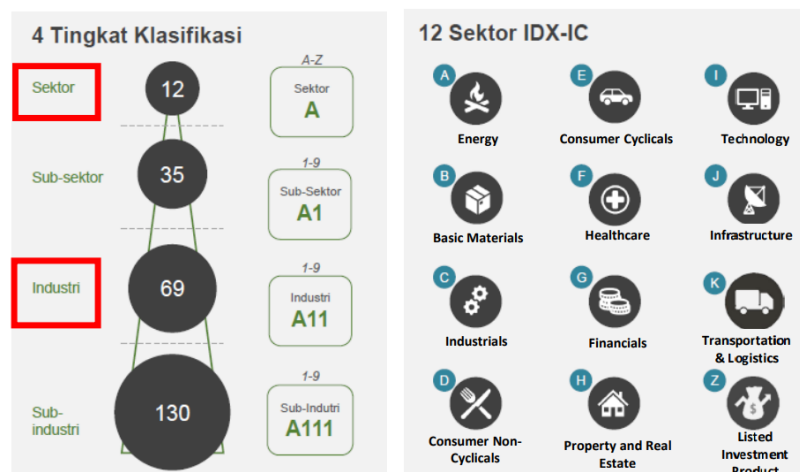 4 Tingkat Klasifikasi
Sektor
12
A-Z
Sektor
A
Sub-sektor
35
1-9
Sub-Sektor
A1
Industri
69
1-9
Industri
A11
Sub-
industri
130
1-9
Sub-Indutri
A111
12 Sektor IDX-IC
A
Energy
E
Consumer Cyclicals
I
Technology
B
Basic Materials
F
Healthcare
J
Infrastructure
C
Industrials
G
Financials
K
Transportation
& Logistics
D
Consumer Non-
Cyclicals
H
Property and Real
Estate
Z
$
Listed
Investment
Product